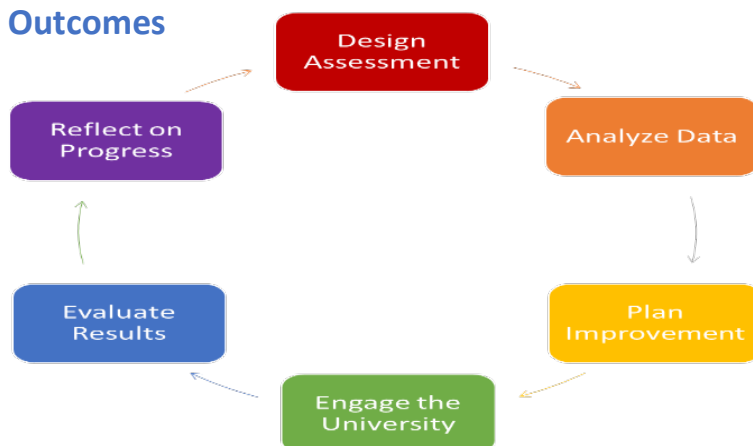 Outcomes
Design
Assessment
Analyze Data
Plan
Improvement
Engage the
University
Evaluate
Results
Reflect on
Progress